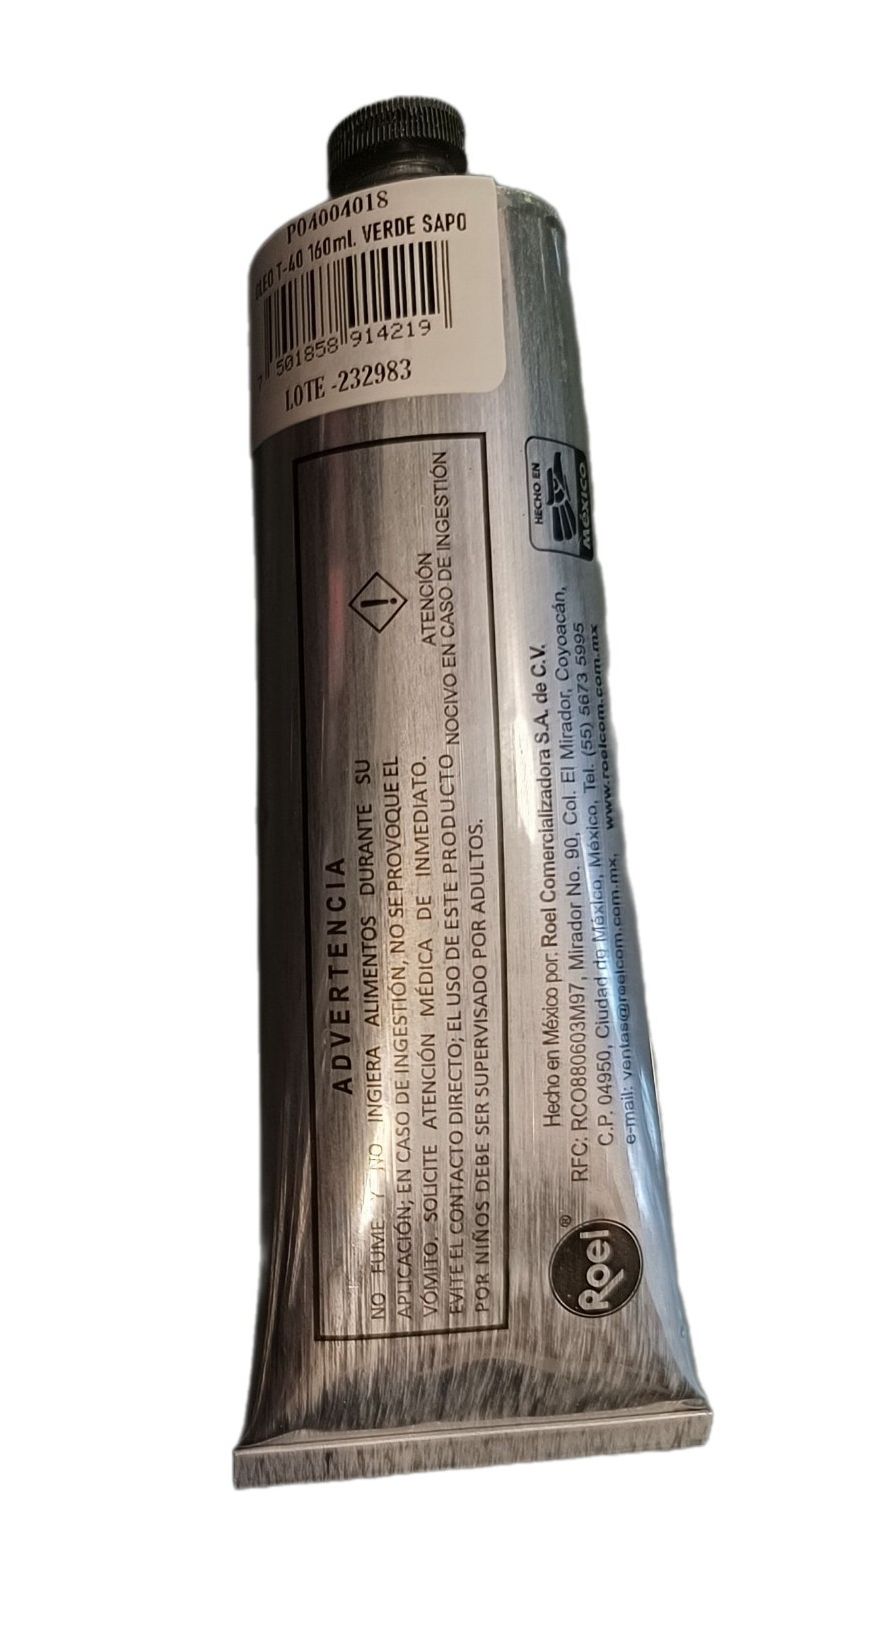 P04004018
OLEO T-40 160ml. VERDE SAPO
7 501858 914219
LOTE -232983
ADVERTENCIA
NO FUME Y NO INGIERA ALIMENTOS DURANTE SU
APLICACIÓN; EN CASO DE INGESTIÓN, NO SE PROVOQUE EL
VÓMITO, SOLICITE ATENCIÓN MÉDICA DE INMEDIATO.
EVITE EL CONTACTO DIRECTO; EL USO DE ESTE PRODUCTO
POR NIÑOS DEBE SER SUPERVISADO POR ADULTOS.
!
ATENCIÓN
NOCIVO EN CASO DE INGESTIÓN
Roel®
Hecho en México por: Roel Comercializadora S.A. de C.V.
RFC: RCO880603M97, Mirador No. 90, Col. El Mirador, Coyoacán,
C.P. 04950, Ciudad de México, México, Tel. (55) 5673 5995
e-mail: ventas@roelcom.com.mx, www.roelcom.com.mx
HECHO EN
MéxICO